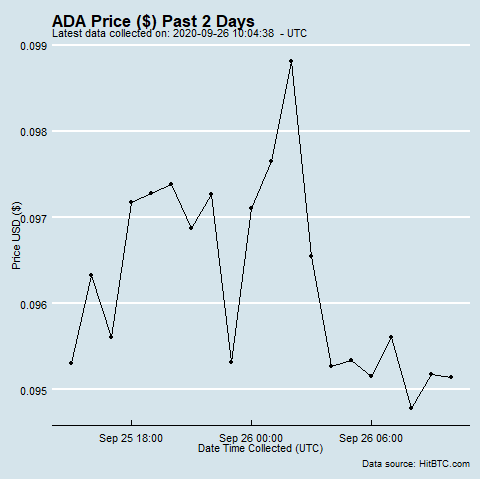 ADA Price ($) Past 2 Days
Latest data collected on: 2020-09-26 10:04:38 - UTC
0.099
0.098
0.097
0.096
0.095
Price USD ($)
Sep 25 18:00 Sep 26 00:00 Sep 26 06:00
Date Time Collected (UTC)
Data source: HitBTC.com